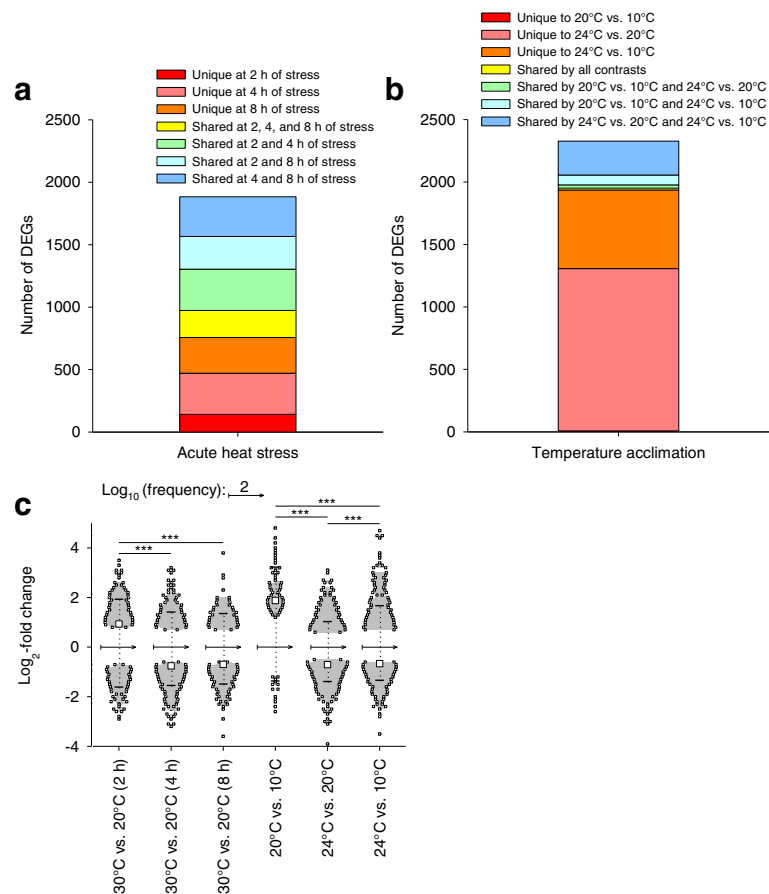 a
Unique at 2 h of stress
Unique at 4 h of stress
Unique at 8 h of stress
Shared at 2, 4, and 8 h of stress
Shared at 2 and 4 h of stress
Shared at 2 and 8 h of stress
Shared at 4 and 8 h of stress
Number of DEGs
2500
2000
1500
1000
500
0
Acute heat stress
b
Unique to 20°C vs. 10°C
Unique to 24°C vs. 20°C
Unique to 24°C vs. 10°C
Shared by all contrasts
Shared by 20°C vs. 10°C and 24°C vs. 20°C
Shared by 20°C vs. 10°C and 24°C vs. 10°C
Shared by 24°C vs. 20°C and 24°C vs. 10°C
Number of DEGs
2500
2000
1500
1000
500
0
Temperature acclimation
c
Log₁₀ (frequency): 2
***
***
***
***
***
Log₂-fold change
4
2
0
-2
-4
30°C vs. 20°C (2 h)
30°C vs. 20°C (4 h)
30°C vs. 20°C (8 h)
20°C vs. 10°C
24°C vs. 20°C
24°C vs. 10°C